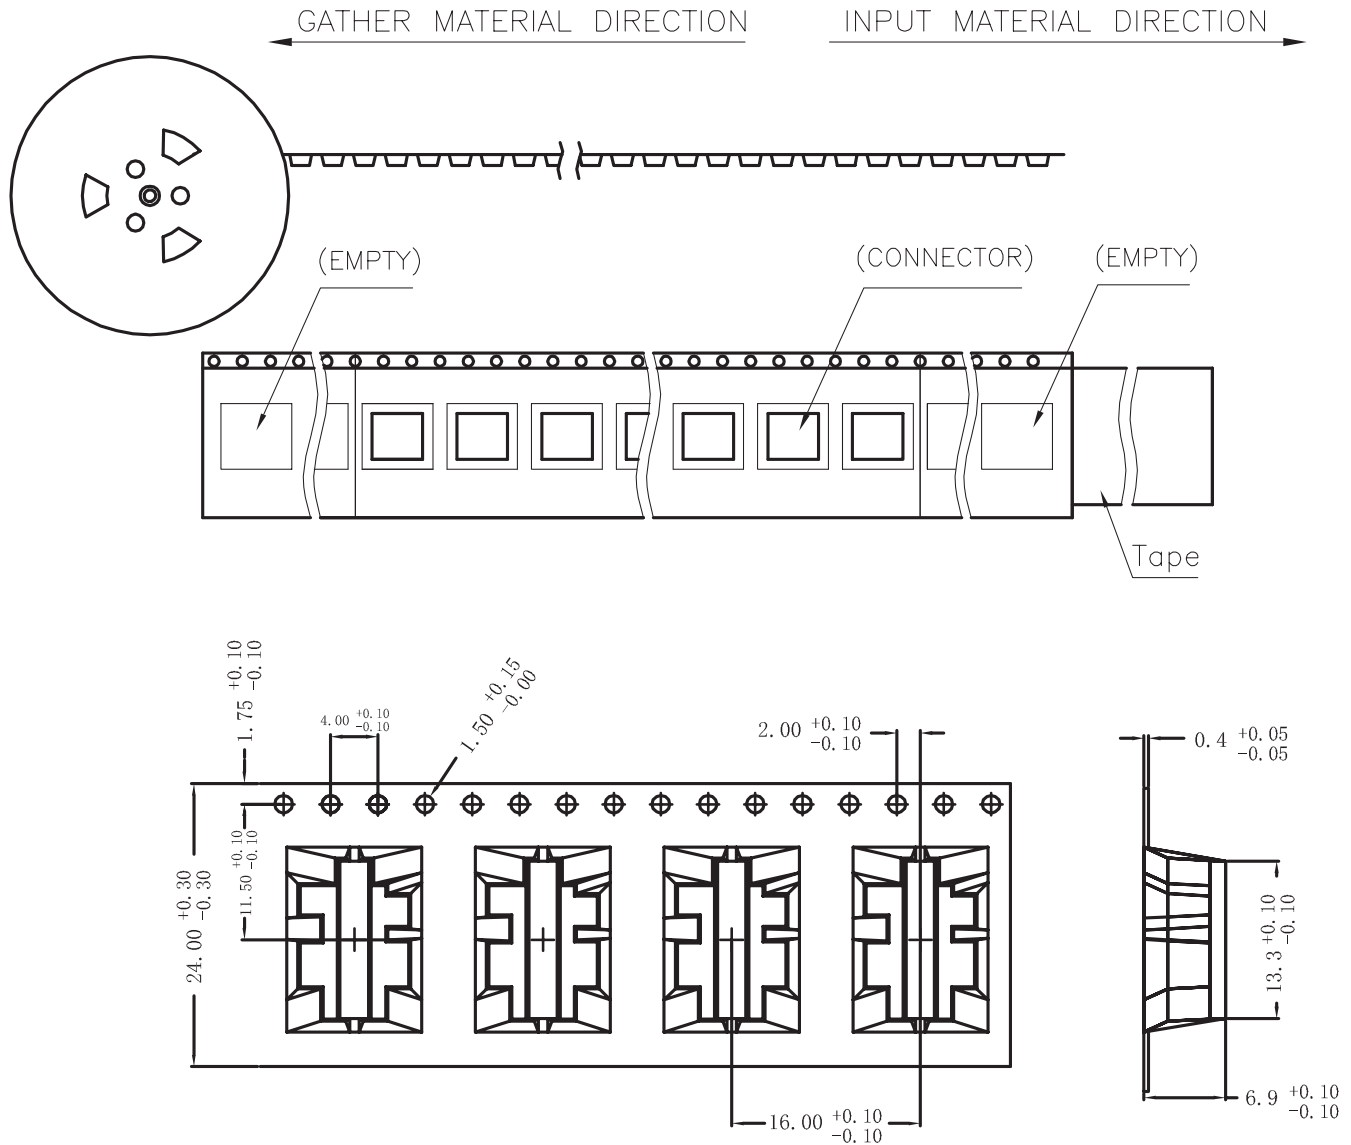 GATHER MATERIAL DIRECTION
INPUT MATERIAL DIRECTION
(EMPTY)
(CONNECTOR)
(EMPTY)
Tape
1.75 +0.10 -0.10
4.00 +0.10 -0.10
1.50 +0.15 -0.00
2.00 +0.10 -0.10
0.4 +0.05 -0.05
11.50 +0.10 -0.10
24.00 +0.30 -0.30
13.3 +0.10 -0.10
16.00 +0.10 -0.10
6.9 +0.10 -0.10